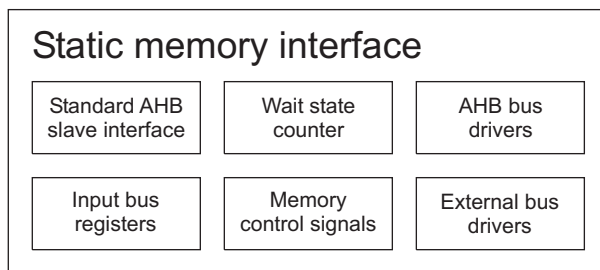 Static memory interface
Standard AHB
slave interface
Wait state
counter
AHB bus
drivers
Input bus
registers
Memory
control signals
External bus
drivers